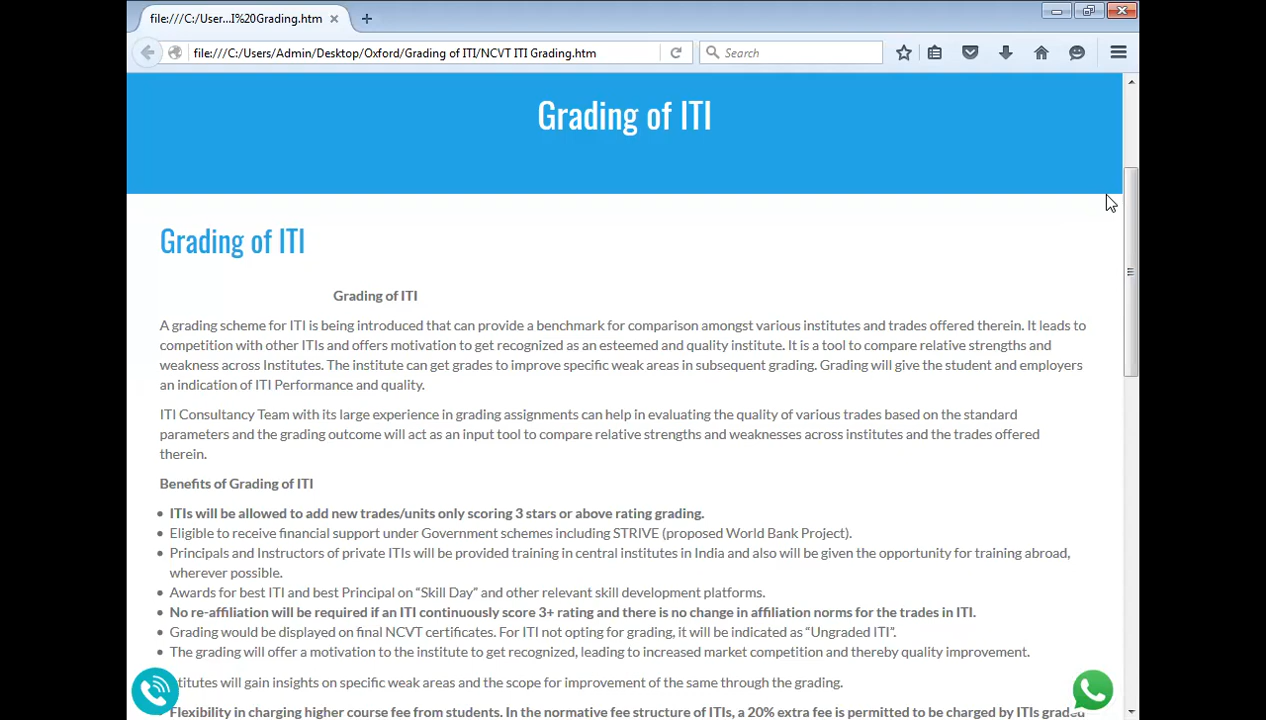 file:///C:/User...I%20Grading.htm
file:///C:/Users/Admin/Desktop/Oxford/Grading of ITI/NCVT ITI Grading.htm
Search
Grading of ITI
Grading of ITI
Grading of ITI
A grading scheme for ITI is being introduced that can provide a benchmark for comparison amongst various institutes and trades offered therein. It leads to
competition with other ITIs and offers motivation to get recognized as an esteemed and quality institute. It is a tool to compare relative strengths and
weakness across Institutes. The institute can get grades to improve specific weak areas in subsequent grading. Grading will give the student and employers
an indication of ITI Performance and quality.
ITI Consultancy Team with its large experience in grading assignments can help in evaluating the quality of various trades based on the standard
parameters and the grading outcome will act as an input tool to compare relative strengths and weaknesses across institutes and the trades offered
therein.
Benefits of Grading of ITI
ITIs will be allowed to add new trades/units only scoring 3 stars or above rating grading.
Eligible to receive financial support under Government schemes including STRIVE (proposed World Bank Project).
Principals and Instructors of private ITIs will be provided training in central institutes in India and also will be given the opportunity for training abroad,
wherever possible.
Awards for best ITI and best Principal on “Skill Day” and other relevant skill development platforms.
No re-affiliation will be required if an ITI continuously score 3+ rating and there is no change in affiliation norms for the trades in ITI.
Grading would be displayed on final NCVT certificates. For ITI not opting for grading, it will be indicated as “Ungraded ITI”.
The grading will offer a motivation to the institute to get recognized, leading to increased market competition and thereby quality improvement.
titutes will gain insights on specific weak areas and the scope for improvement of the same through the grading.
Flexibility in charging higher course fee from students. In the normative fee structure of ITIs, a 20% extra fee is permitted to be charged by ITIs graded